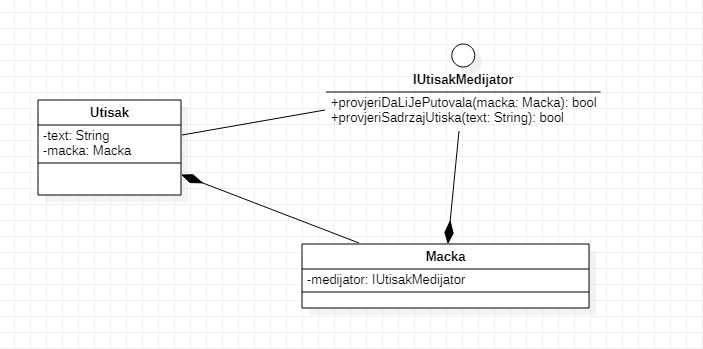 IUtisakMedijator
+provjeriDaLiJePutovala(macka: Macka): bool
+provjeriSadrzajUtiska(text: String): bool
Utisak
-text: String
-macka: Macka
Macka
-medijator: IUtisakMedijator